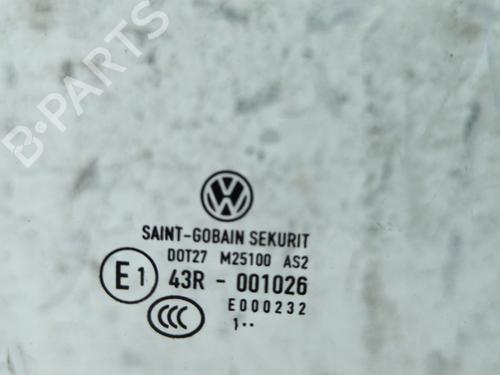 B-PARTS
VW
SAINT-GOBAIN SEKURIT
DOT27 M25100 AS2
E1 43R - 001026
E000232
CCC
1··